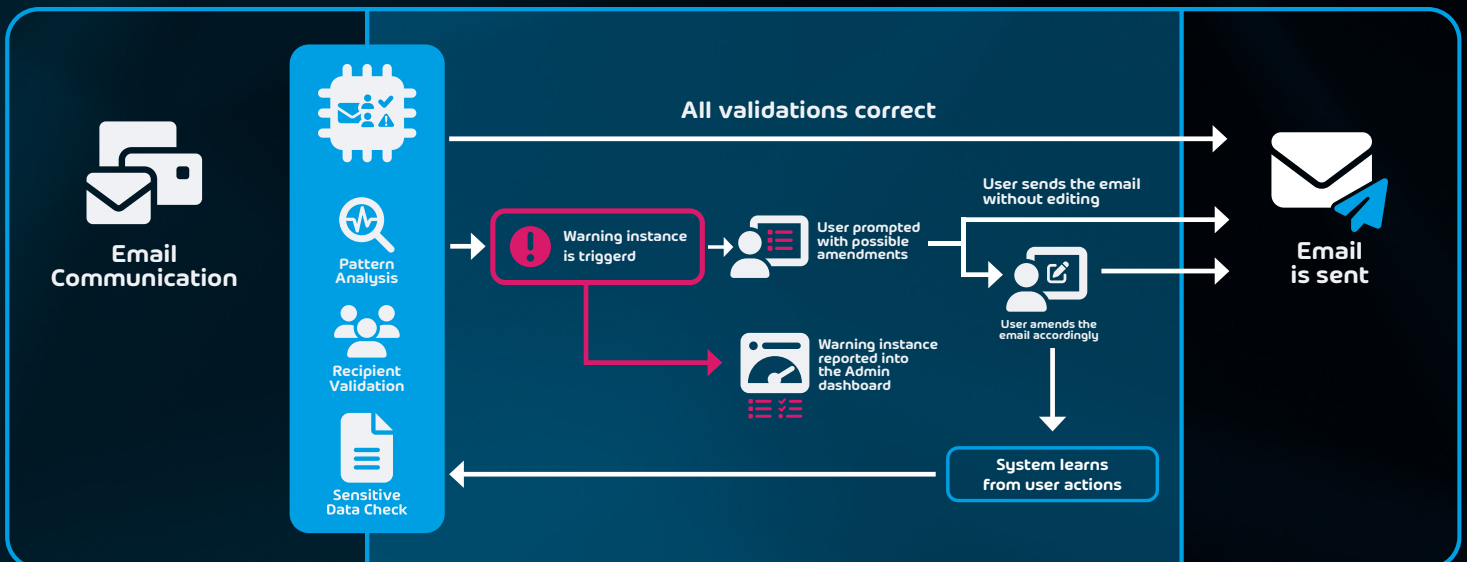 Email
Communication
Pattern
Analysis
Recipient
Validation
Sensitive
Data Check
All validations correct
Warning instance
is triggerd
User prompted
with possible
amendments
User sends the email
without editing
User amends the
email accordingly
Warning instance
reported into
the Admin
dashboard
System learns
from user actions
Email
is sent